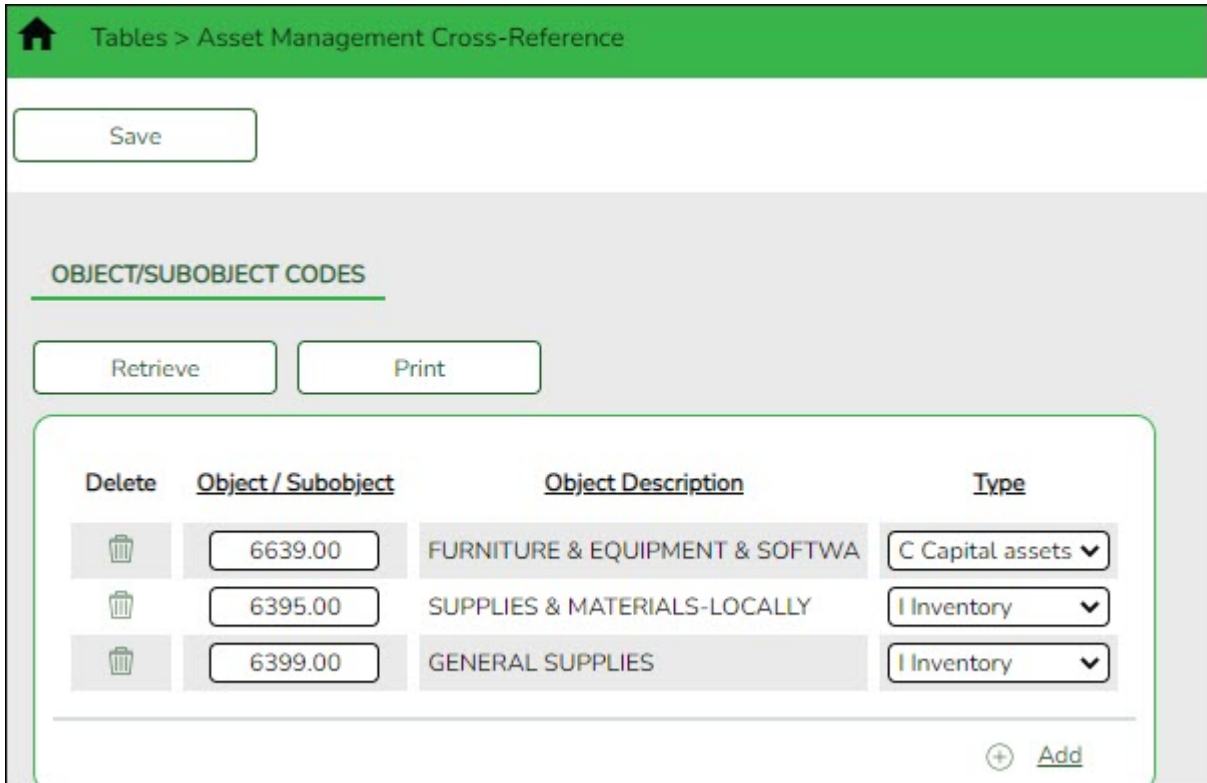 Tables > Asset Management Cross-Reference
Save
OBJECT/SUBOBJECT CODES
Retrieve Print
Delete Object / Subobject Object Description Type
6639.00 FURNITURE & EQUIPMENT & SOFTWA C Capital assets
6395.00 SUPPLIES & MATERIALS-LOCALLY I Inventory
6399.00 GENERAL SUPPLIES I Inventory
Add